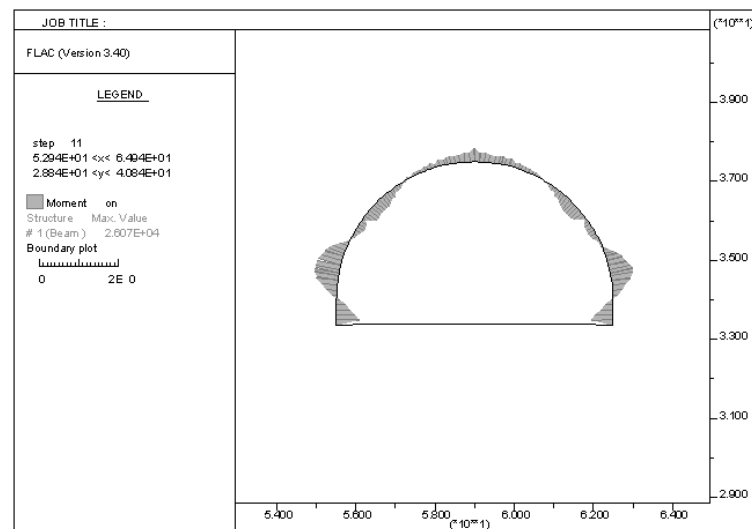 JOB TITLE :
(*10**1)
FLAC (Version 3.40)
LEGEND
step 11
5.294E+01 <x< 6.494E+01
2.884E+01 <y< 4.084E+01
Moment on
Structure Max. Value
# 1 (Beam ) 2.607E+04
Boundary plot
0 2E 0
3.900
3.700
3.500
3.300
3.100
2.900
5.400 5.600 5.800 6.000 6.200 6.400
(*10**1)